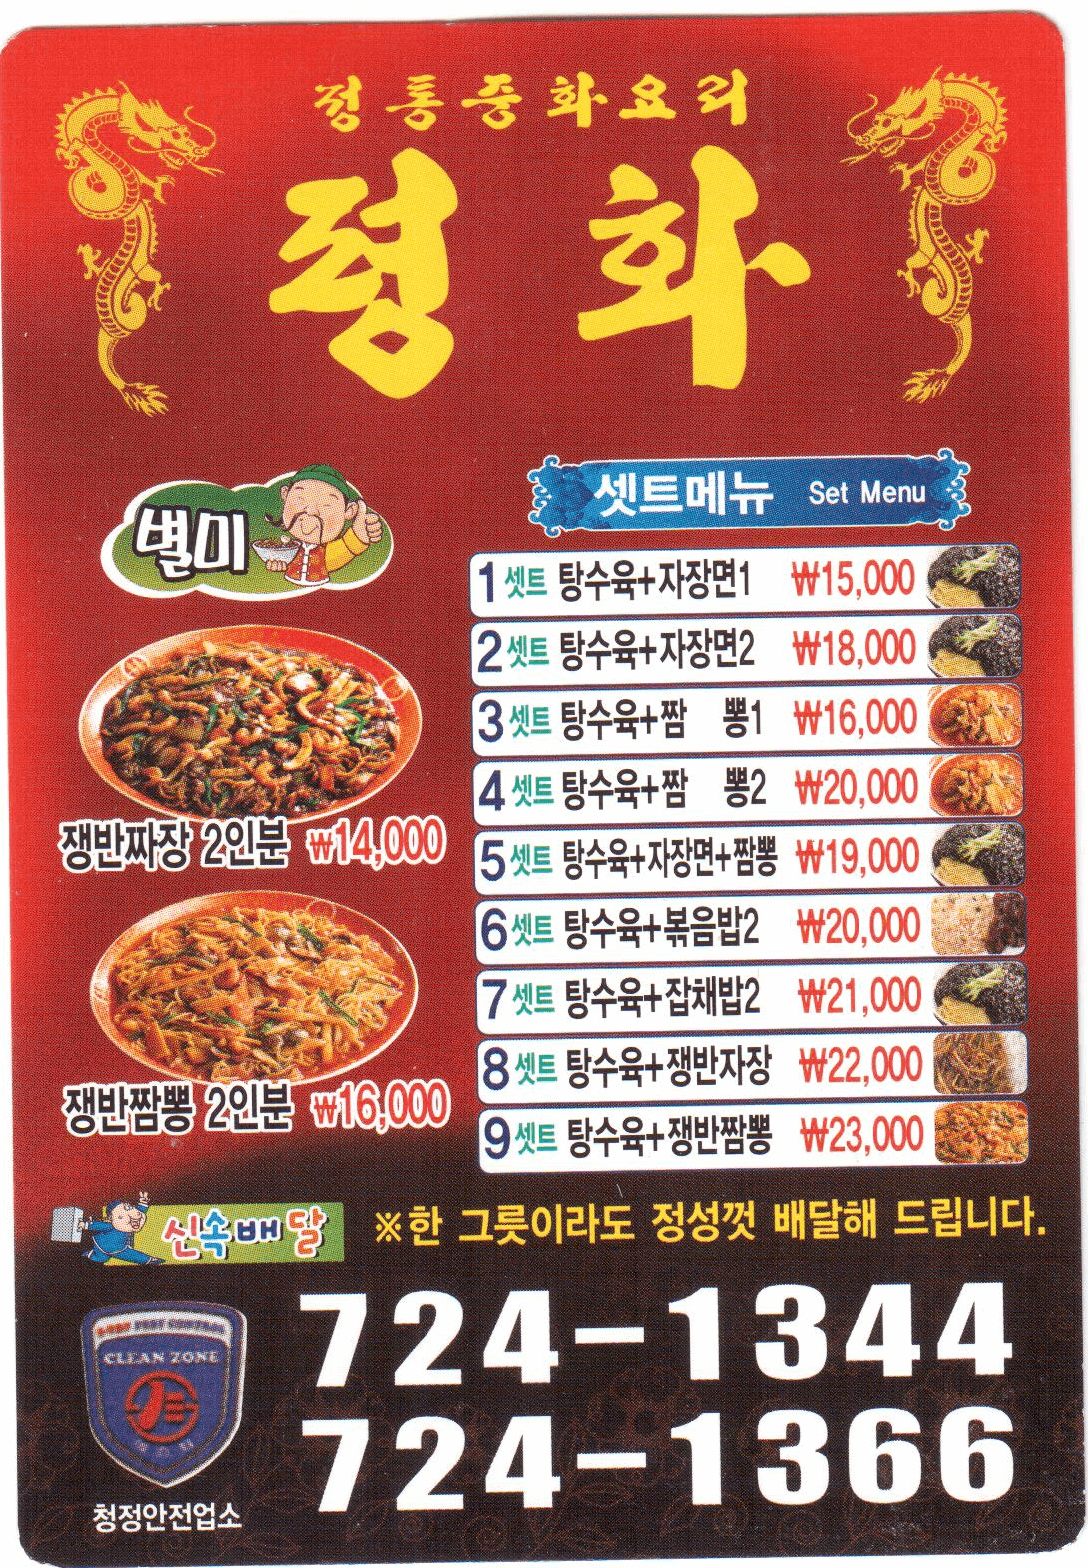 정통중화요리
평화
별미
쟁반짜장 2인분 ₩14,000
쟁반짬뽕 2인분 ₩16,000
셋트메뉴 Set Menu
1 셋트 탕수육+자장면1 ₩15,000
2 셋트 탕수육+자장면2 ₩18,000
3 셋트 탕수육+짬 뽕1 ₩16,000
4 셋트 탕수육+짬 뽕2 ₩20,000
5 셋트 탕수육+자장면+짬뽕 ₩19,000
6 셋트 탕수육+볶음밥2 ₩20,000
7 셋트 탕수육+잡채밥2 ₩21,000
8 셋트 탕수육+쟁반자장 ₩22,000
9 셋트 탕수육+쟁반짬뽕 ₩23,000
신속배달
※한 그릇이라도 정성껏 배달해 드립니다.
724-1344
724-1366
PEST CONTROL
CLEAN ZONE
청정안전업소